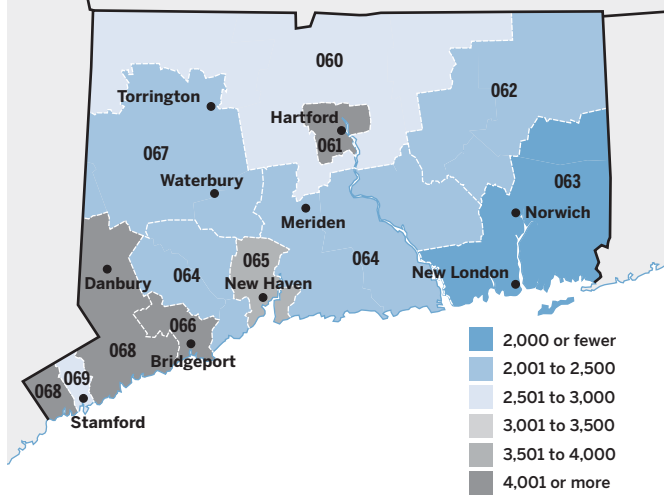 060
Torrington
062
Hartford
061
067
Waterbury
063
Meriden
Norwich
065
064
064
Danbury
New Haven
New London
066
068
Bridgeport
069
068
Stamford
2,000 or fewer
2,001 to 2,500
2,501 to 3,000
3,001 to 3,500
3,501 to 4,000
4,001 or more